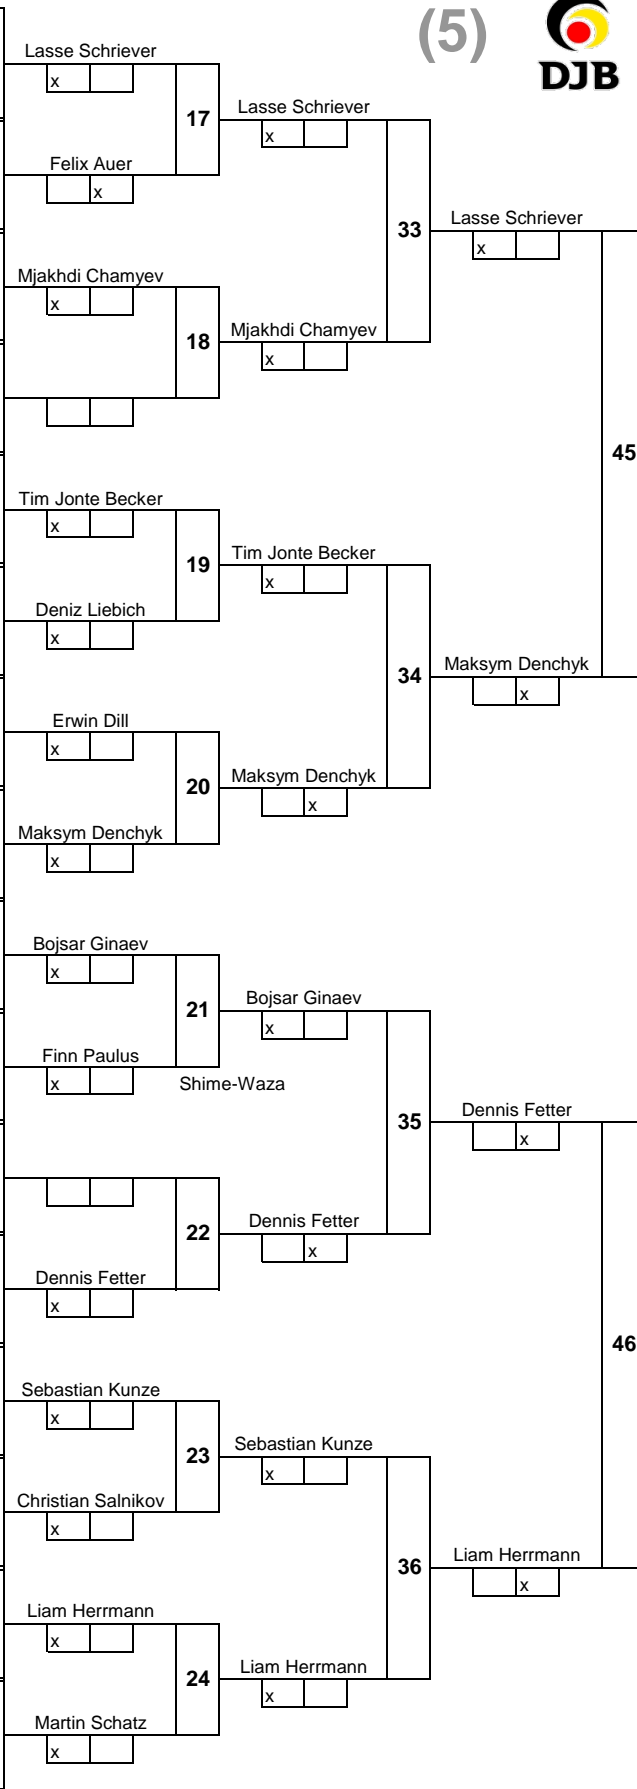 (5)
DJB
Lasse Schriever
x
17
Lasse Schriever
x
Felix Auer
x
33
Lasse Schriever
x
Mjakhdi Chamyev
x
18
Mjakhdi Chamyev
x
45
Tim Jonte Becker
x
19
Tim Jonte Becker
x
Deniz Liebich
x
34
Maksym Denchyk
x
Erwin Dill
x
20
Maksym Denchyk
x
Maksym Denchyk
x
Bojsar Ginaev
x
21
Bojsar Ginaev
x
Finn Paulus
x
Shime-Waza
35
Dennis Fetter
x
22
Dennis Fetter
x
Dennis Fetter
x
46
Sebastian Kunze
x
23
Sebastian Kunze
x
Christian Salnikov
x
36
Liam Herrmann
x
Liam Herrmann
x
24
Liam Herrmann
x
Martin Schatz
x